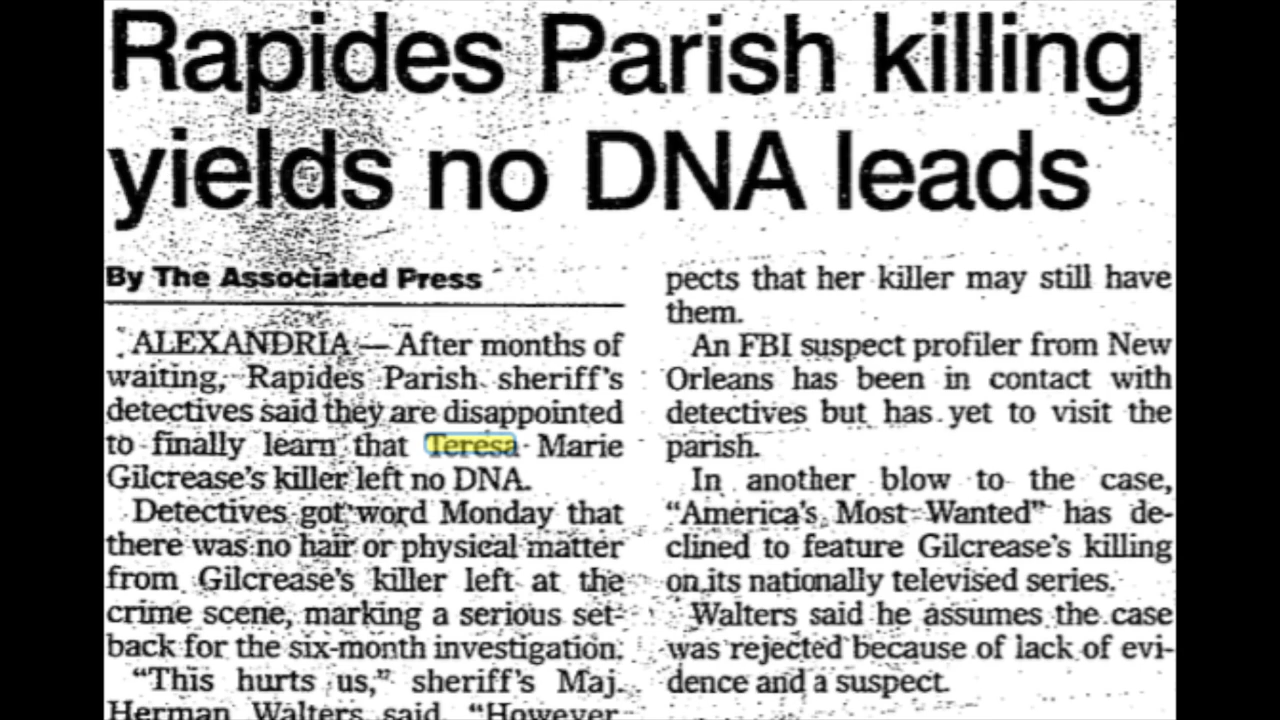 Rapides Parish killing
yields no DNA leads
By The Associated Press
ALEXANDRIA — After months of
waiting, Rapides Parish sheriff's
detectives said they are disappointed
to finally learn that Teresa Marie
Gilcrease's killer left no DNA.
Detectives got word Monday that
there was no hair or physical matter
from Gilcrease's killer left at the
crime scene, marking a serious set-
back for the six-month investigation.
"This hurts us," sheriff's Maj.
Herman Walters said. "However,
pects that her killer may still have
them.
An FBI suspect profiler from New
Orleans has been in contact with
detectives but has yet to visit the
parish.
In another blow to the case,
"America's Most Wanted" has de-
clined to feature Gilcrease's killing
on its nationally televised series.
Walters said he assumes the case
was rejected because of lack of evi-
dence and a suspect.